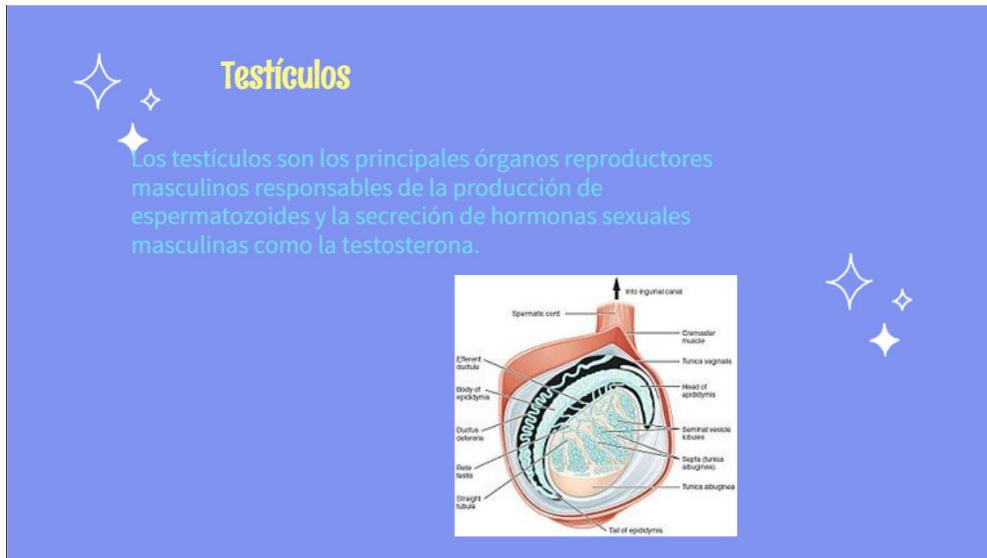 Testículos
Los testículos son los principales órganos reproductores
masculinos responsables de la producción de
espermatozoides y la secreción de hormonas sexuales
masculinas como la testosterona.
Into inguinal canal
Spermatic cord
Cremaster
muscle
Efferent
ductule
Tunica vaginalis
Body of
epididymis
Head of
epididymis
Ductus
deferens
Seminal vesicle
lobules
Rete
testis
Septa (tunica
albuginea)
Straight
tubule
Tunica albuginea
Tail of epididymis